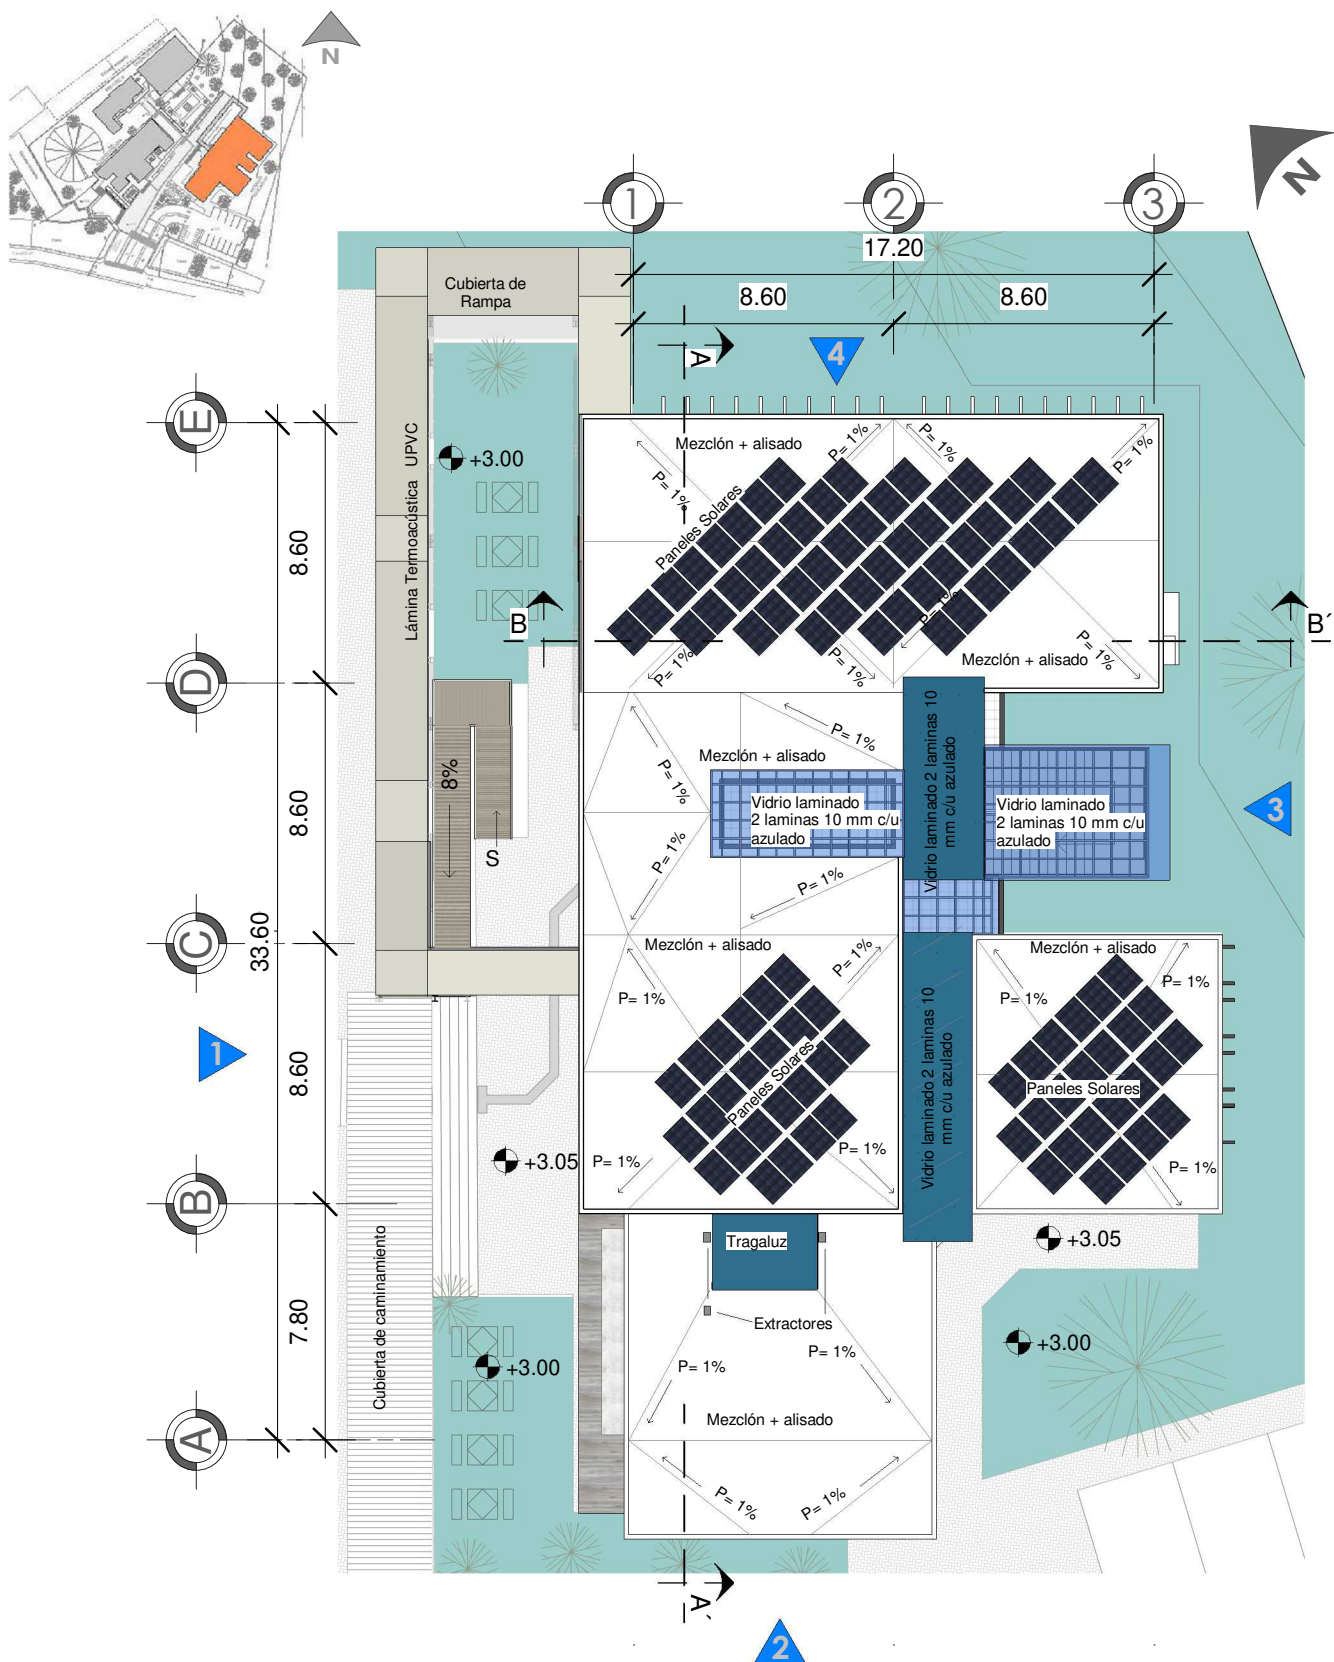 N
N
1
2
3
17.20
8.60
8.60
Cubierta de
Rampa
A
4
E
Lámina Termoacústica UPVC
+3.00
Mezclón + alisado
P= 1%
P= 1%
P= 1%
P= 1%
Paneles Solares
8.60
B
B´
P= 1%
P= 1%
P= 1%
P= 1%
Mezclón + alisado
D
8%
S
P= 1%
P= 1%
Mezclón + alisado
Vidrio laminado
2 laminas 10 mm c/u
azulado
Vidrio laminado 2 laminas 10
mm c/u azulado
Vidrio laminado
2 laminas 10 mm c/u
azulado
3
8.60
P= 1%
P= 1%
C
33.60
Mezclón + alisado
P= 1%
P= 1%
Paneles Solares
Vidrio laminado 2 laminas 10
mm c/u azulado
Mezclón + alisado
P= 1%
P= 1%
Paneles Solares
1
8.60
+3.05
P= 1%
P= 1%
P= 1%
B
Cubierta de caminamiento
Tragaluz
+3.05
Extractores
7.80
+3.00
P= 1%
P= 1%
+3.00
Mezclón + alisado
A
P= 1%
P= 1%
A´
2